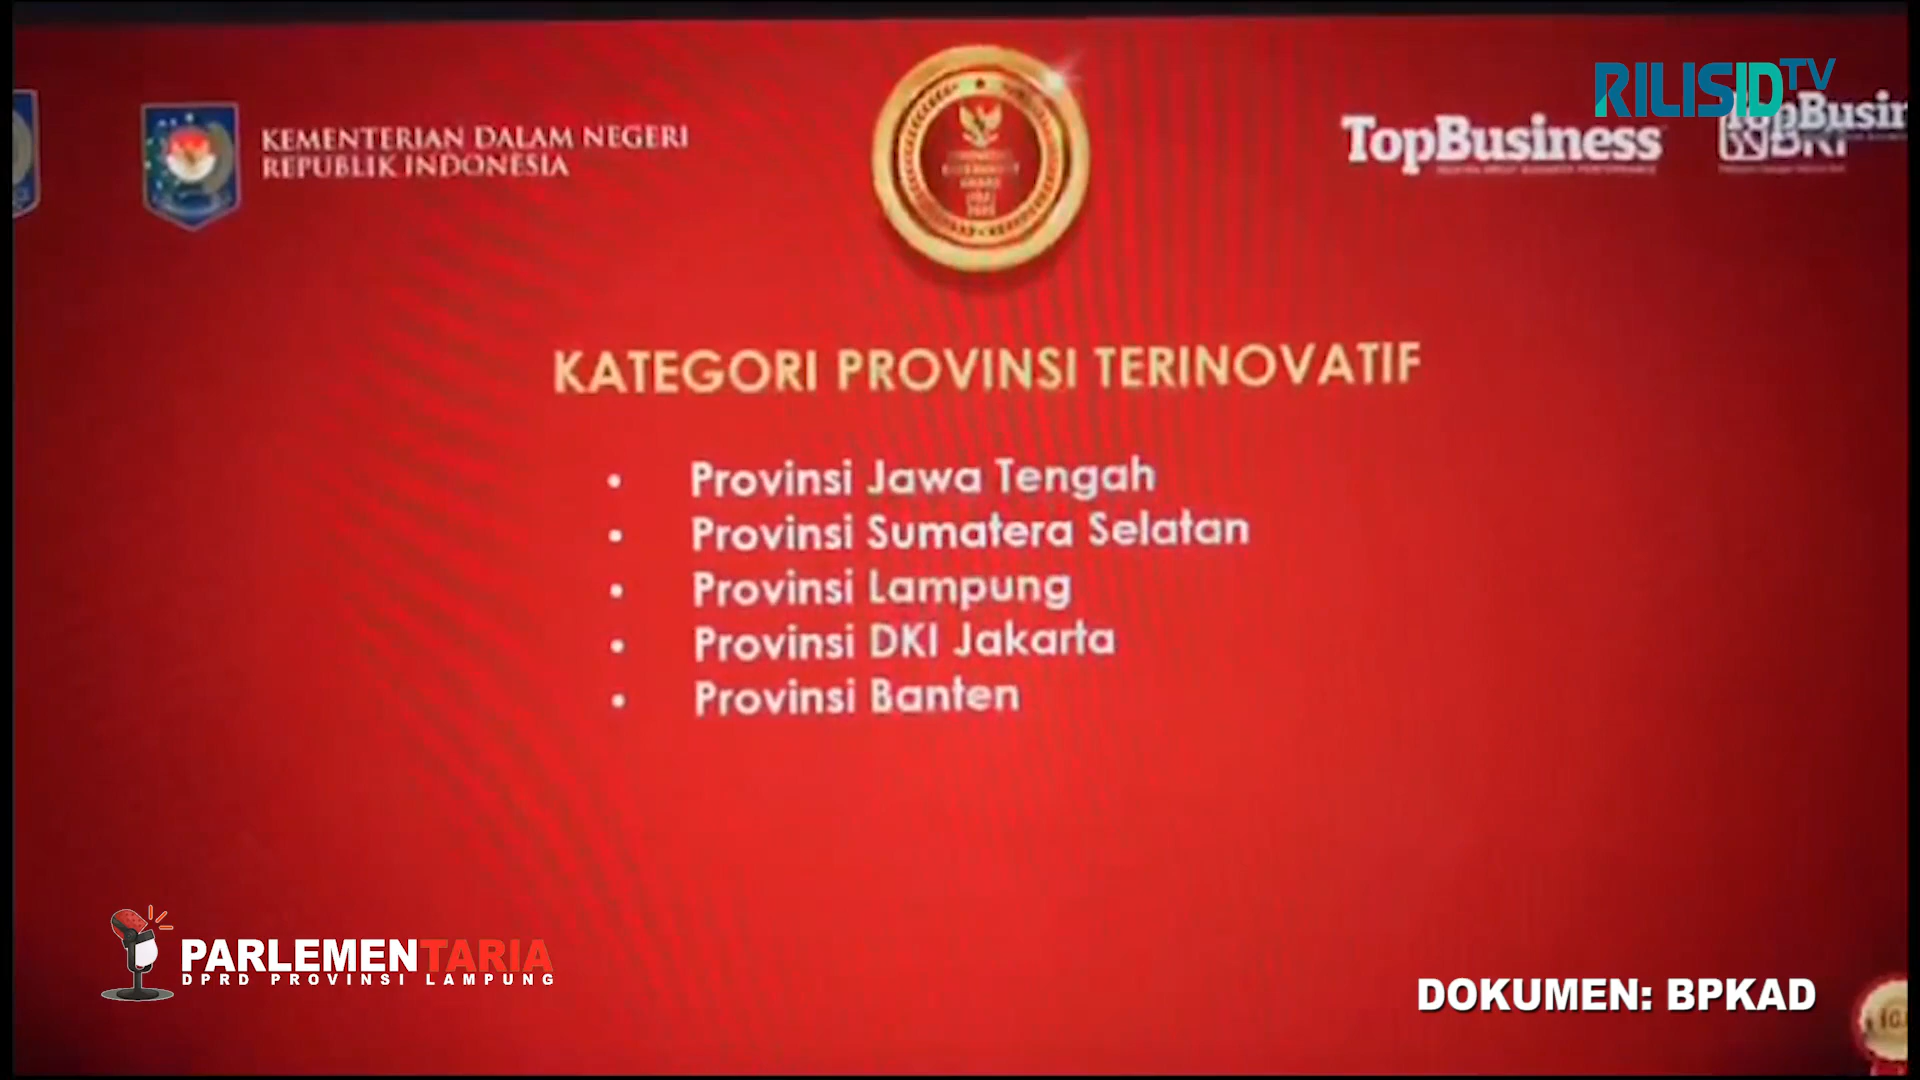 RILISIDTV
KEMENTERIAN DALAM NEGERI
REPUBLIK INDONESIA
TopBusiness
KATEGORI PROVINSI TERINOVATIF
• Provinsi Jawa Tengah
• Provinsi Sumatera Selatan
• Provinsi Lampung
• Provinsi DKI Jakarta
• Provinsi Banten
PARLEMENTARIA
DPRD PROVINSI LAMPUNG
DOKUMEN: BPKAD